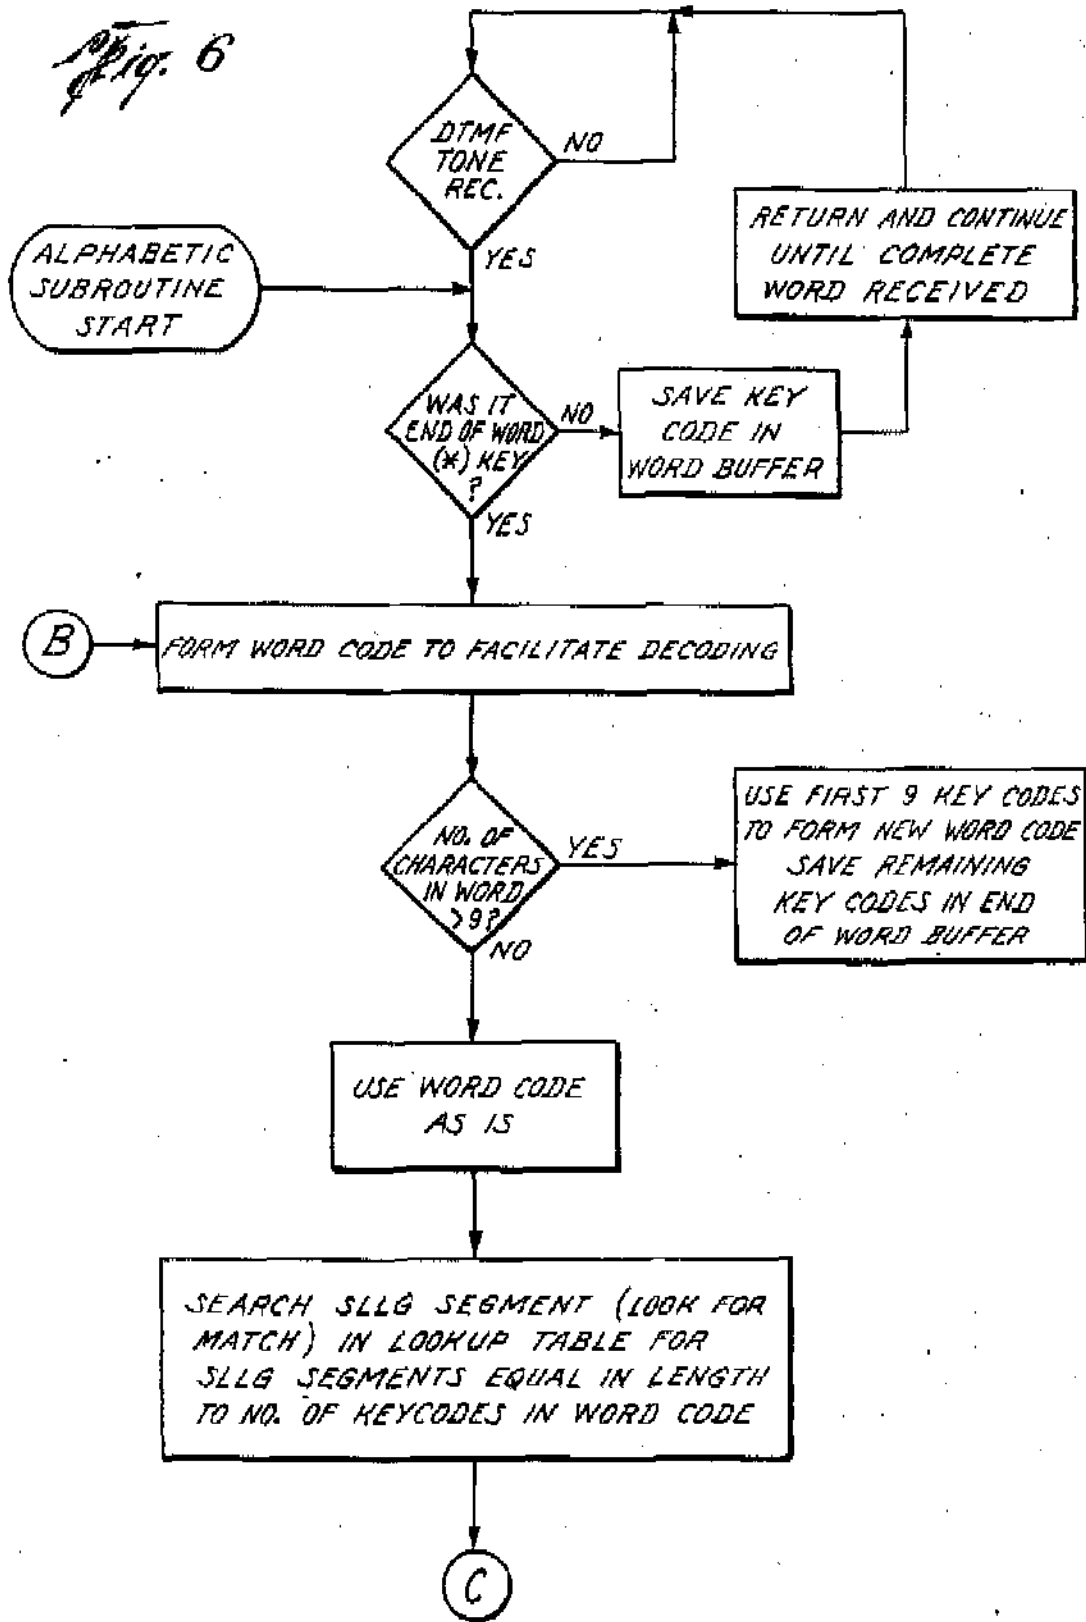 Fig. 6
DTMF
TONE
REC.
NO
YES
RETURN AND CONTINUE
UNTIL COMPLETE
WORD RECEIVED
ALPHABETIC
SUBROUTINE
START
WAS IT
END OF WORD
(*) KEY
?
NO
YES
SAVE KEY
CODE IN
WORD BUFFER
B
FORM WORD CODE TO FACILITATE DECODING
NO. OF
CHARACTERS
IN WORD
>9?
YES
NO
USE FIRST 9 KEY CODES
TO FORM NEW WORD CODE
SAVE REMAINING
KEY CODES IN END
OF WORD BUFFER
USE WORD CODE
AS IS
SEARCH SLLG SEGMENT (LOOK FOR
MATCH) IN LOOKUP TABLE FOR
SLLG SEGMENTS EQUAL IN LENGTH
TO NO. OF KEYCODES IN WORD CODE
C